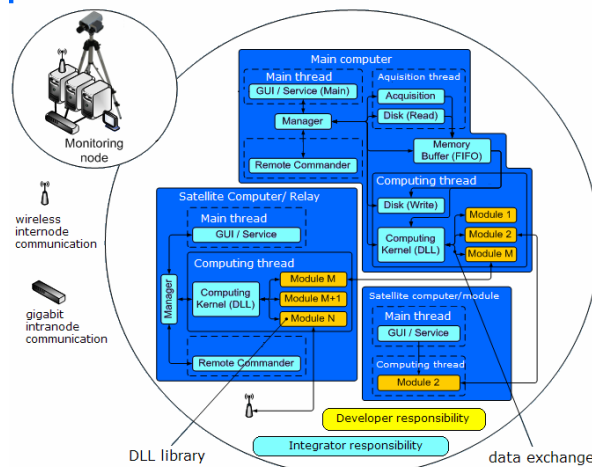 Main computer
Main thread
GUI / Service (Main)
Manager
Remote Commander
Aquisition thread
Acquisition
Disk (Read)
Memory
Buffer (FIFO)
Computing thread
Disk (Write)
Computing
Kernel (DLL)
Module 1
Module 2
Module M
Monitoring
node
wireless
internode
communication
gigabit
intranode
communication
Satellite Computer/ Relay
Main thread
GUI / Service
Computing thread
Manager
Computing
Kernel (DLL)
Module M
Module M+1
Module N
Remote Commander
Satellite computer/module
Main thread
GUI / Service
Computing thread
Module 2
Developer responsibility
Integrator responsibility
DLL library
data exchange